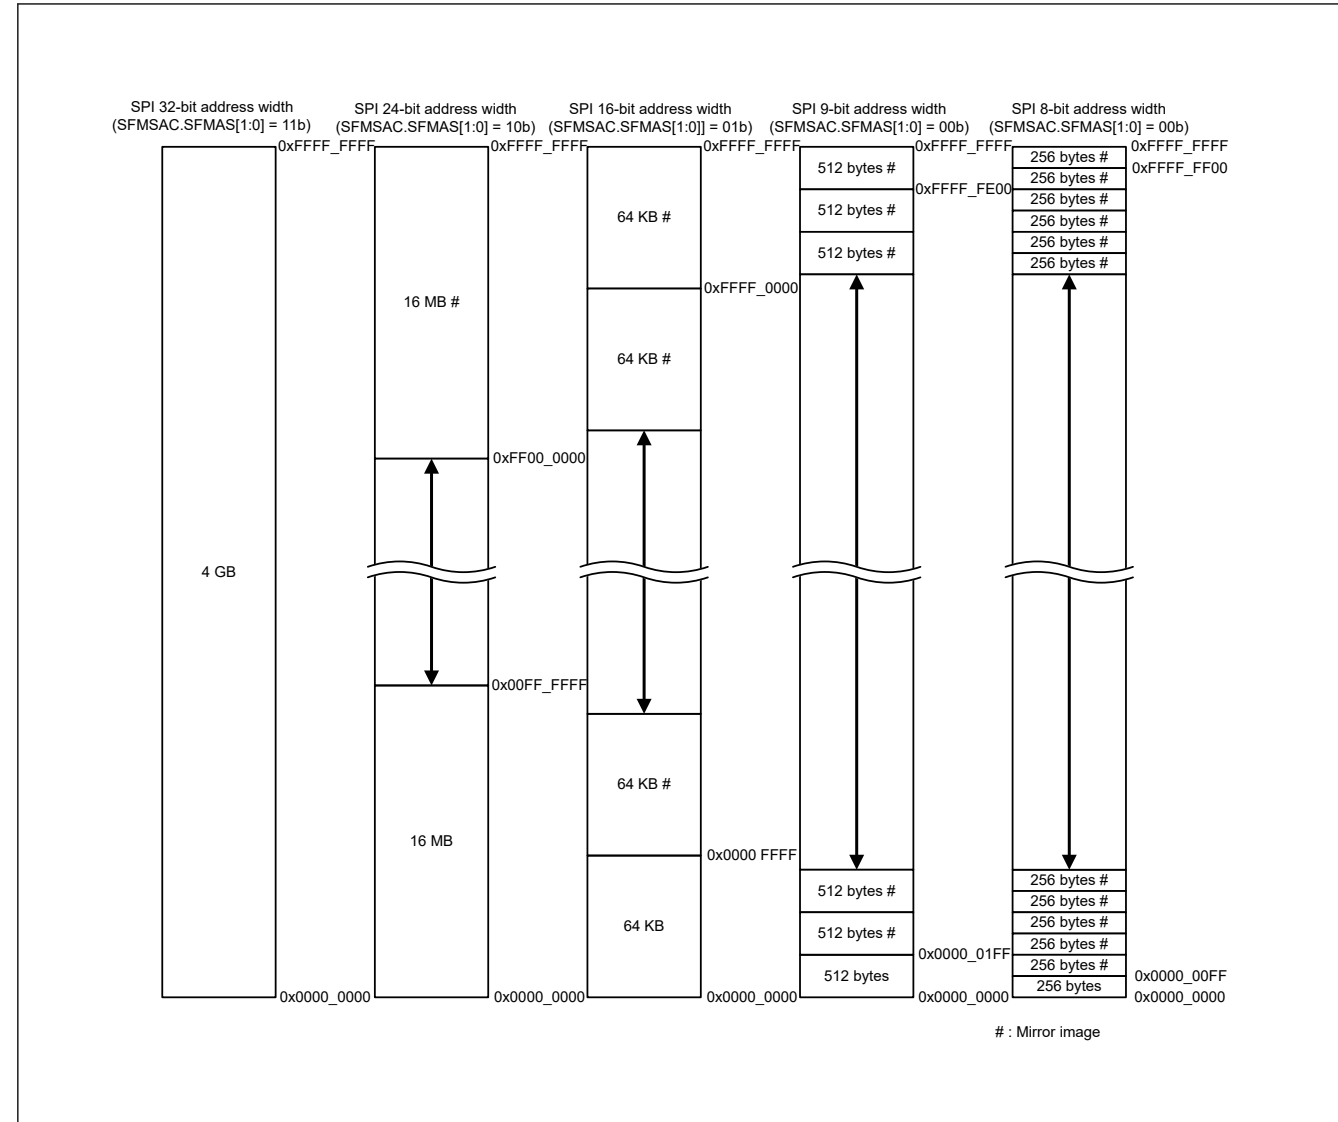 SPI 32-bit address width
(SFMSAC.SFMAS[1:0] = 11b)
0xFFFF_FFFF
4 GB
0x0000_0000
SPI 24-bit address width
(SFMSAC.SFMAS[1:0] = 10b)
0xFFFF_FFFF
16 MB #
0xFF00_0000
0x00FF_FFFF
16 MB
0x0000_0000
SPI 16-bit address width
(SFMSAC.SFMAS[1:0]] = 01b)
0xFFFF_FFFF
64 KB #
0xFFFF_0000
64 KB #
64 KB #
0x0000 FFFF
64 KB
0x0000_0000
SPI 9-bit address width
(SFMSAC.SFMAS[1:0] = 00b)
0xFFFF_FFFF
512 bytes #
0xFFFF_FE00
512 bytes #
512 bytes #
512 bytes #
512 bytes #
0x0000_01FF
512 bytes
0x0000_0000
SPI 8-bit address width
(SFMSAC.SFMAS[1:0] = 00b)
0xFFFF_FFFF
256 bytes #
0xFFFF_FF00
256 bytes #
256 bytes #
256 bytes #
256 bytes #
256 bytes #
256 bytes #
256 bytes #
256 bytes #
256 bytes #
256 bytes #
0x0000_00FF
256 bytes
0x0000_0000
# : Mirror image